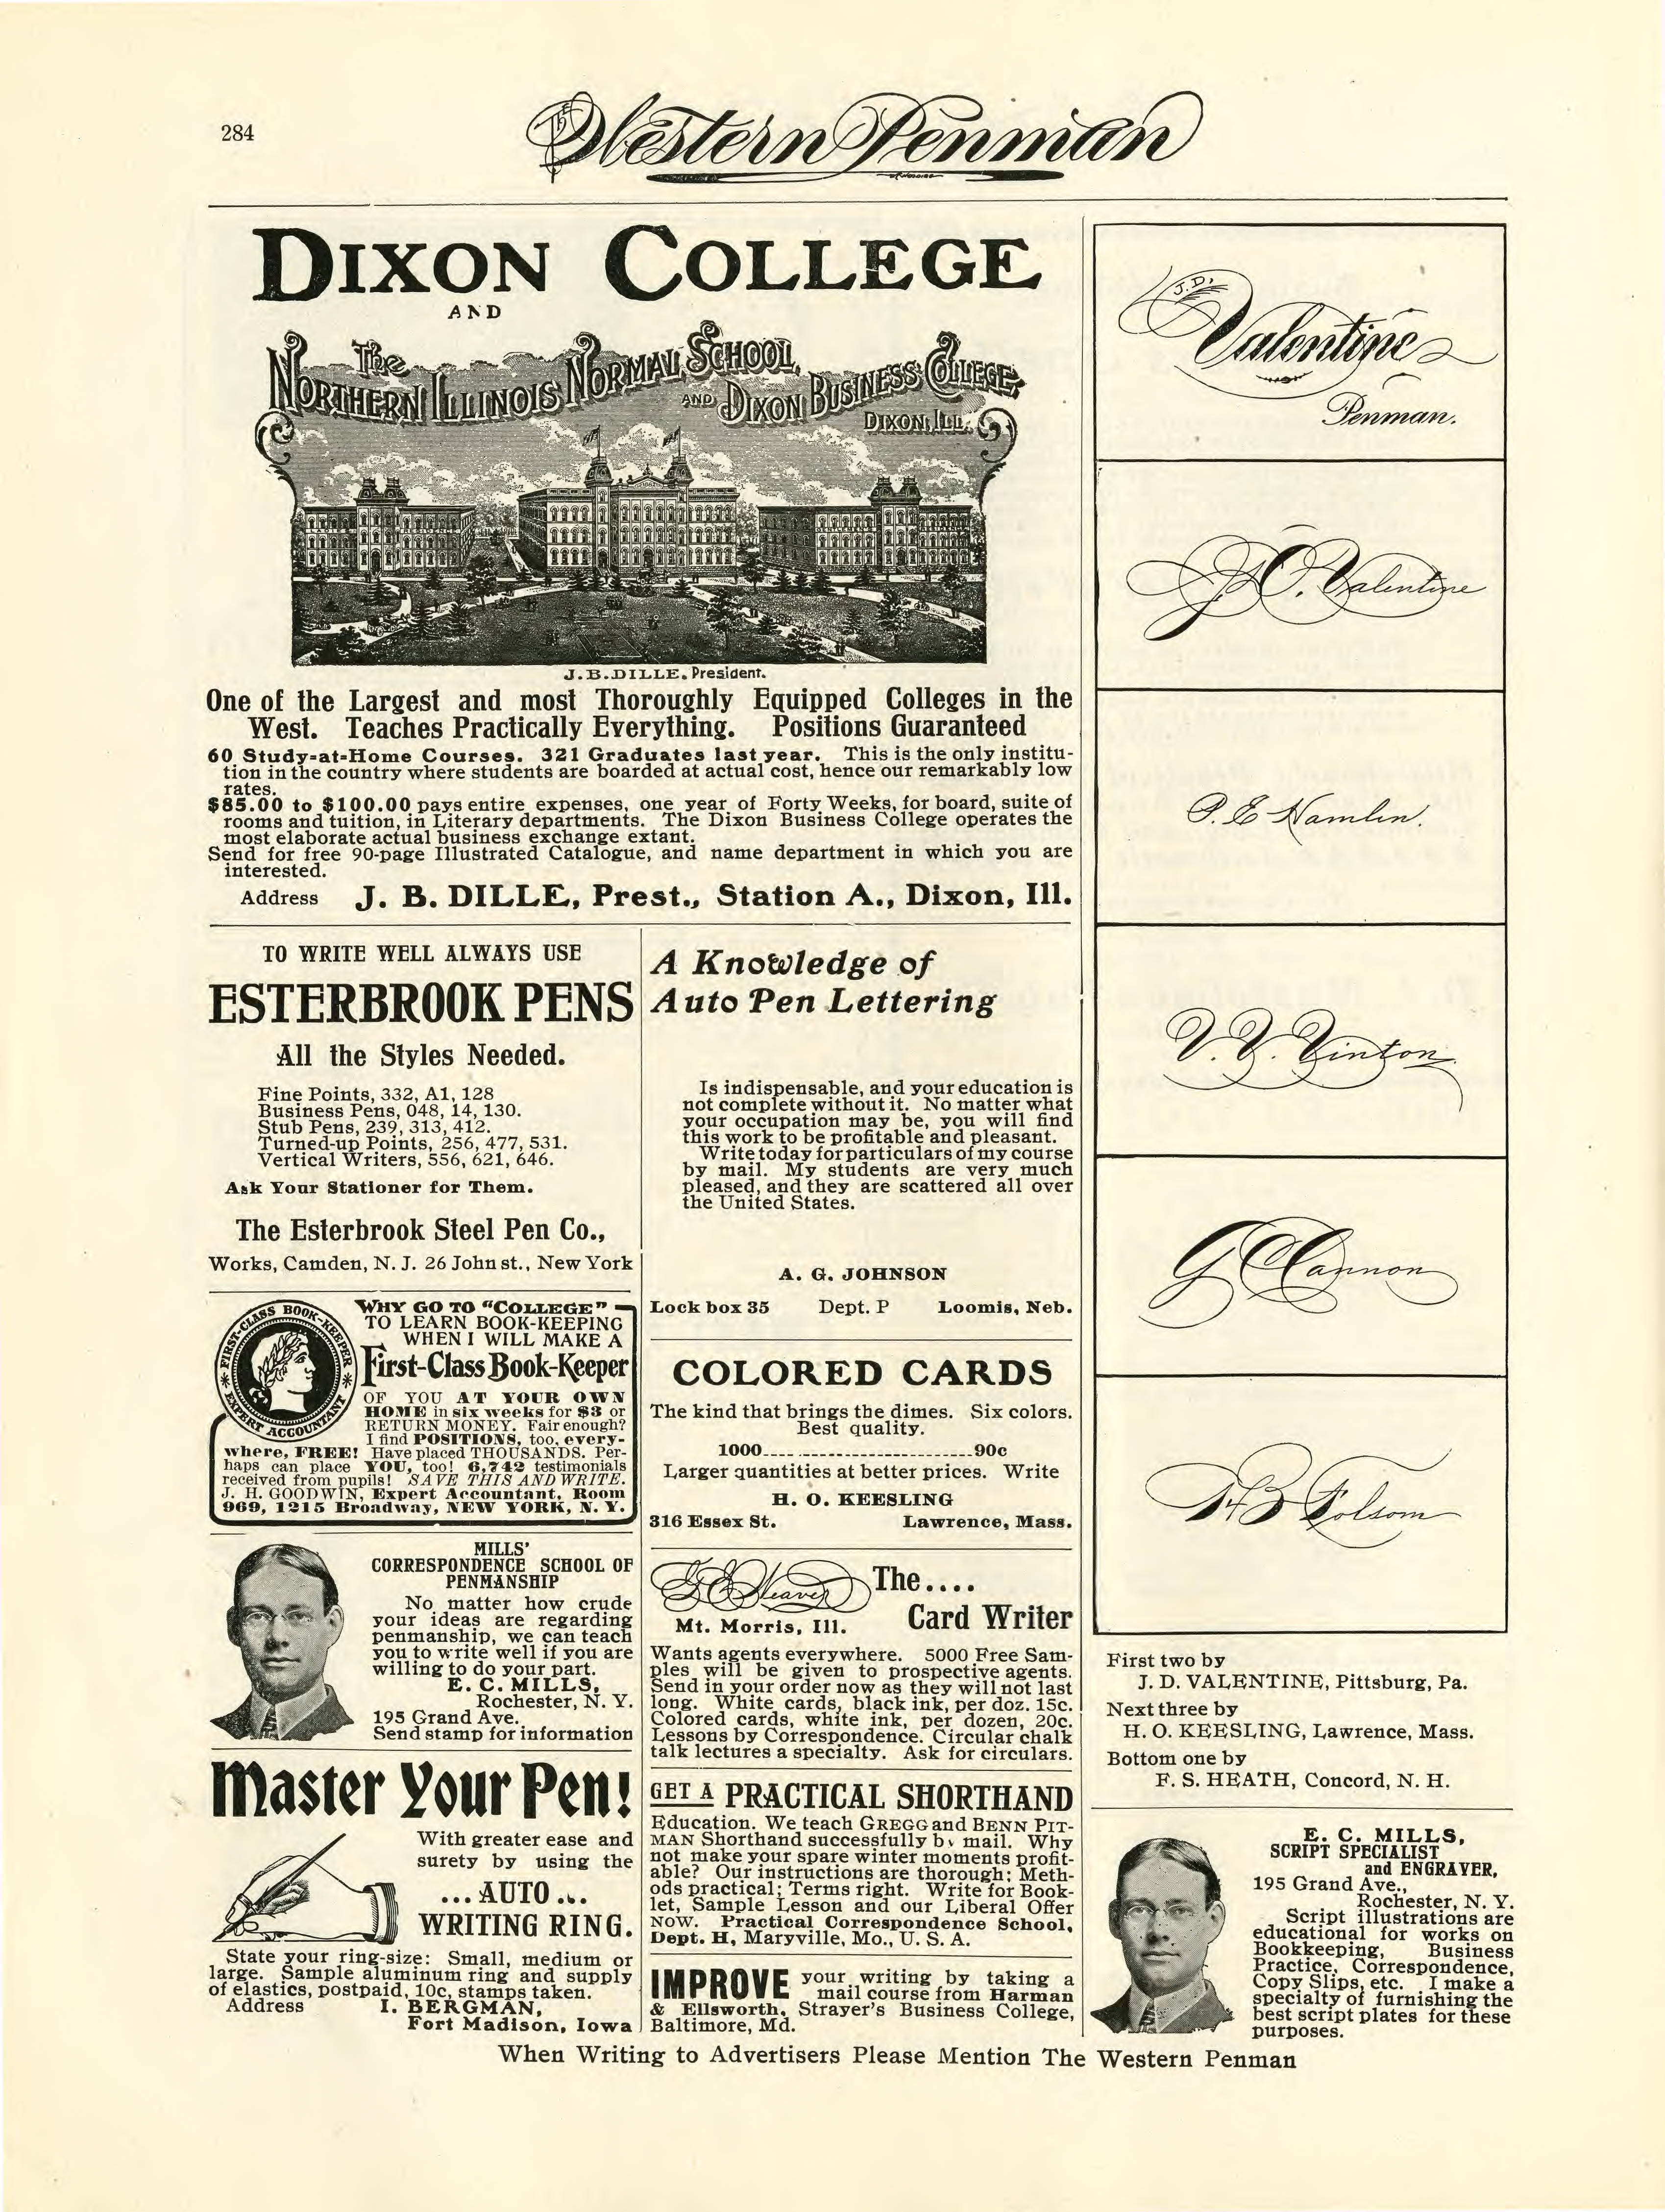 284
The Western Penman
DIXON COLLEGE
AND
The
NORTHERN ILLINOIS NORMAL SCHOOL
AND DIXON BUSINESS COLLEGE
DIXON, ILL.
J.B.DILLE. President.
One of the Largest and most Thoroughly Equipped Colleges in the
West. Teaches Practically Everything. Positions Guaranteed
60 Study-at-Home Courses. 321 Graduates last year. This is the only institu-
tion in the country where students are boarded at actual cost, hence our remarkably low
rates.
$85.00 to $100.00 pays entire expenses, one year of Forty Weeks, for board, suite of
rooms and tuition, in Literary departments. The Dixon Business College operates the
most elaborate actual business exchange extant.
Send for free 90-page Illustrated Catalogue, and name department in which you are
interested.
Address J. B. DILLE, Prest., Station A., Dixon, Ill.
TO WRITE WELL ALWAYS USE
ESTERBROOK PENS
All the Styles Needed.
Fine Points, 332, A1, 128
Business Pens, 048, 14, 130.
Stub Pens, 239, 313, 412.
Turned-up Points, 256, 477, 531.
Vertical Writers, 556, 621, 646.
Ask Your Stationer for Them.
The Esterbrook Steel Pen Co.,
Works, Camden, N. J. 26 John st., New York
FIRST-CLASS BOOK-KEEPER
EXPERT ACCOUNTANT
WHY GO TO "COLLEGE"
TO LEARN BOOK-KEEPING
WHEN I WILL MAKE A
First-Class Book-Keeper
OF YOU AT YOUR OWN
HOME in six weeks for $3 or
RETURN MONEY. Fair enough?
I find POSITIONS, too, every-
where, FREE! Have placed THOUSANDS. Per-
haps can place YOU, too! 6,742 testimonials
received from pupils! SAVE THIS AND WRITE.
J. H. GOODWIN, Expert Accountant, Room
969, 1215 Broadway, NEW YORK, N. Y.
MILLS'
CORRESPONDENCE SCHOOL OF
PENMANSHIP
No matter how crude
your ideas are regarding
penmanship, we can teach
you to write well if you are
willing to do your part.
E. C. MILLS,
Rochester, N. Y.
195 Grand Ave.
Send stamp for information
Master Your Pen!
With greater ease and
surety by using the
... AUTO ...
WRITING RING.
State your ring-size: Small, medium or
large. Sample aluminum ring and supply
of elastics, postpaid, 10c, stamps taken.
Address I. BERGMAN,
Fort Madison, Iowa
A Knowledge of
Auto Pen Lettering
Is indispensable, and your education is
not complete without it. No matter what
your occupation may be, you will find
this work to be profitable and pleasant.
Write today for particulars of my course
by mail. My students are very much
pleased, and they are scattered all over
the United States.
A. G. JOHNSON
Lock box 35 Dept. P Loomis, Neb.
COLORED CARDS
The kind that brings the dimes. Six colors.
Best quality.
1000---- ------------------------90c
Larger quantities at better prices. Write
H. O. KEESLING
316 Essex St. Lawrence, Mass.
G E Weaver The....
Mt. Morris, Ill. Card Writer
Wants agents everywhere. 5000 Free Sam-
ples will be given to prospective agents.
Send in your order now as they will not last
long. White cards, black ink, per doz. 15c.
Colored cards, white ink, per dozen, 20c.
Lessons by Correspondence. Circular chalk
talk lectures a specialty. Ask for circulars.
GET A PRACTICAL SHORTHAND
Education. We teach GREGG and BENN PIT-
MAN Shorthand successfully by mail. Why
not make your spare winter moments profit-
able? Our instructions are thorough; Meth-
ods practical; Terms right. Write for Book-
let, Sample Lesson and our Liberal Offer
NOW. Practical Correspondence School,
Dept. H, Maryville, Mo., U. S. A.
IMPROVE your writing by taking a
mail course from Harman
& Ellsworth, Strayer's Business College,
Baltimore, Md.
J.D. Valentine
Penman.
J. D. Valentine
P. E Hamlin.
V. V. Vinton
G C Cannon
H B Folsom
First two by
J. D. VALENTINE, Pittsburg, Pa.
Next three by
H. O. KEESLING, Lawrence, Mass.
Bottom one by
F. S. HEATH, Concord, N. H.
E. C. MILLS,
SCRIPT SPECIALIST
and ENGRAVER,
195 Grand Ave.,
Rochester, N. Y.
Script illustrations are
educational for works on
Bookkeeping, Business
Practice, Correspondence,
Copy Slips, etc. I make a
specialty of furnishing the
best script plates for these
purposes.
When Writing to Advertisers Please Mention The Western Penman